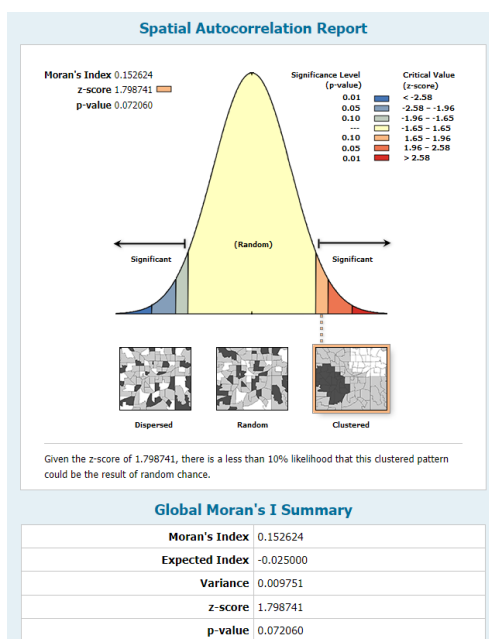 Spatial Autocorrelation Report
Moran's Index 0.152624
z-score 1.798741
p-value 0.072060
Significance Level
(p-value)
Critical Value
(z-score)
0.01 < -2.58
0.05 -2.58 - -1.96
0.10 -1.96 - -1.65
--- -1.65 - 1.65
0.10 1.65 - 1.96
0.05 1.96 - 2.58
0.01 > 2.58
(Random)
Significant
Significant
Dispersed
Random
Clustered
Given the z-score of 1.798741, there is a less than 10% likelihood that this clustered pattern
could be the result of random chance.
Global Moran's I Summary
Moran's Index 0.152624
Expected Index -0.025000
Variance 0.009751
z-score 1.798741
p-value 0.072060